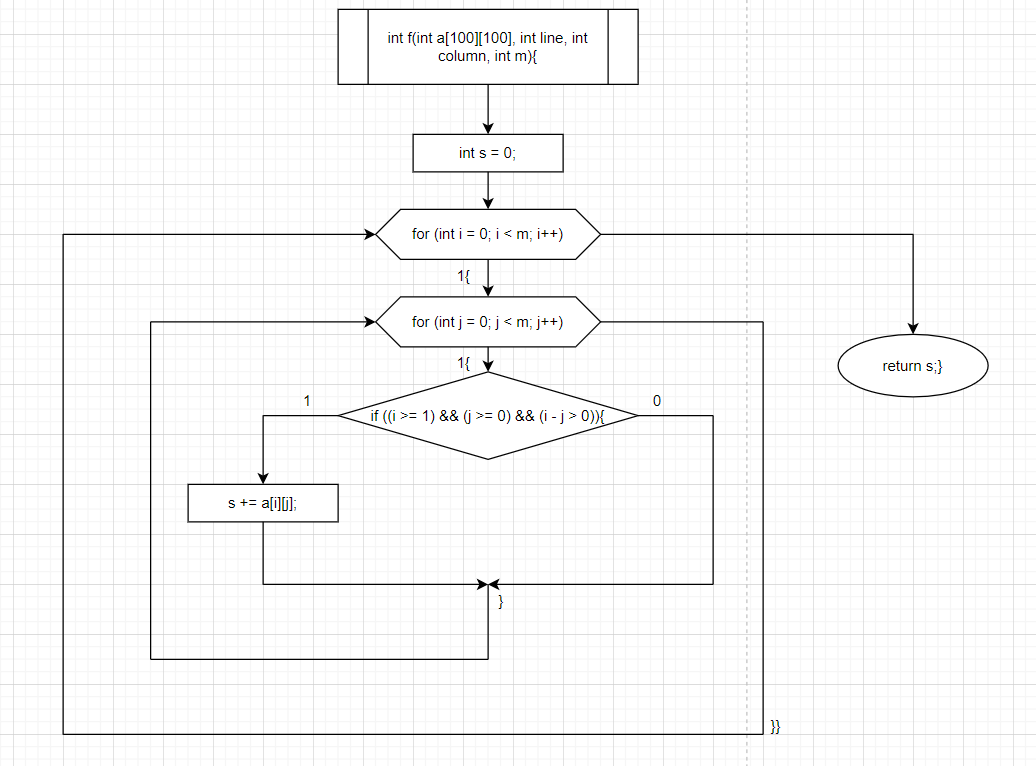 int f(int a[100][100], int line, int
column, int m){
int s = 0;
for (int i = 0; i < m; i++)
1{
for (int j = 0; j < m; j++)
return s;}
1{
1
0
if ((i >= 1) && (j >= 0) && (i - j > 0)){
s += a[i][j];
}
}}